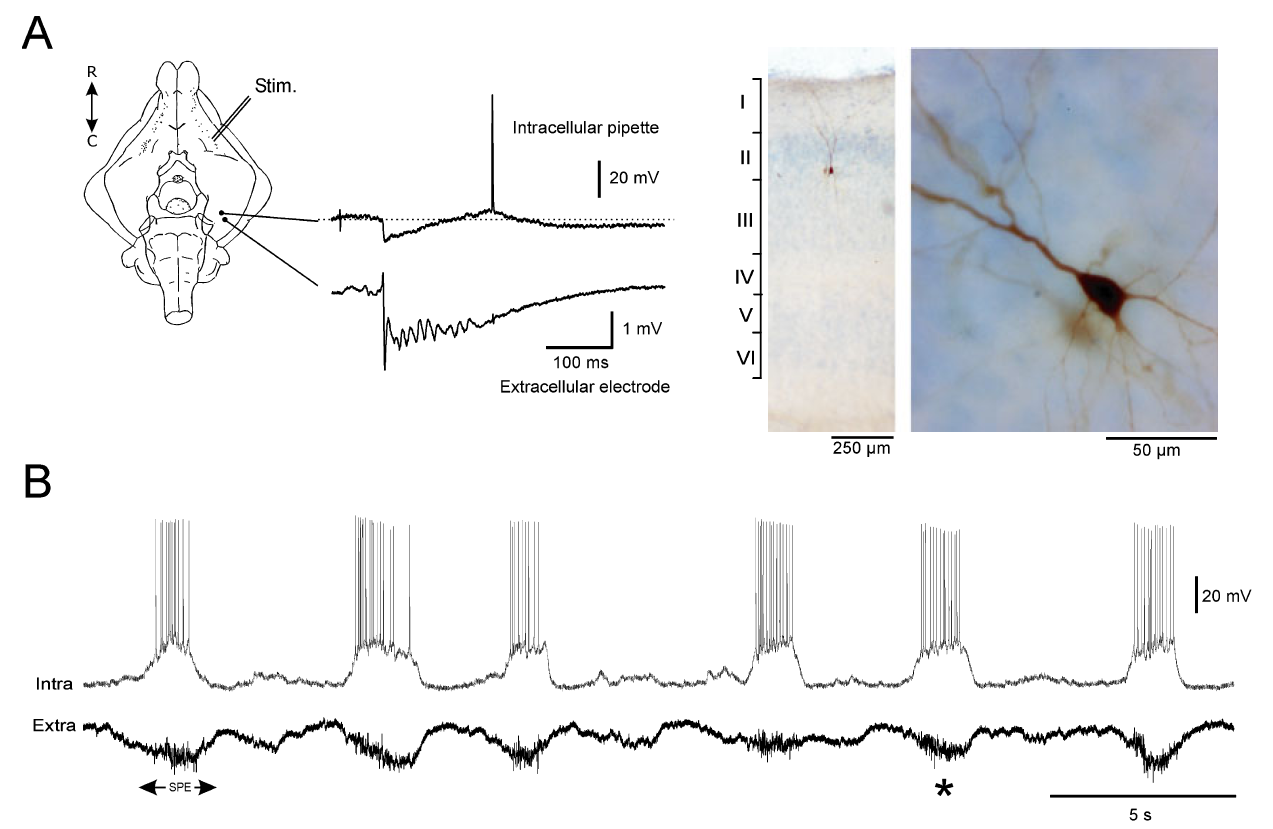 A
R
C
Stim.
Intracellular pipette
20 mV
1 mV
100 ms
Extracellular electrode
I
II
III
IV
V
VI
250 µm
50 µm
B
20 mV
Intra
Extra
SPE
*
5 s